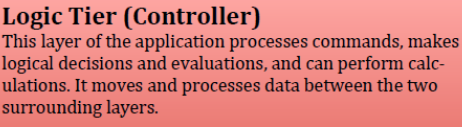 Logic Tier (Controller)
This layer of the application processes commands, makes
logical decisions and evaluations, and can perform calc-
ulations. It moves and processes data between the two
surrounding layers.